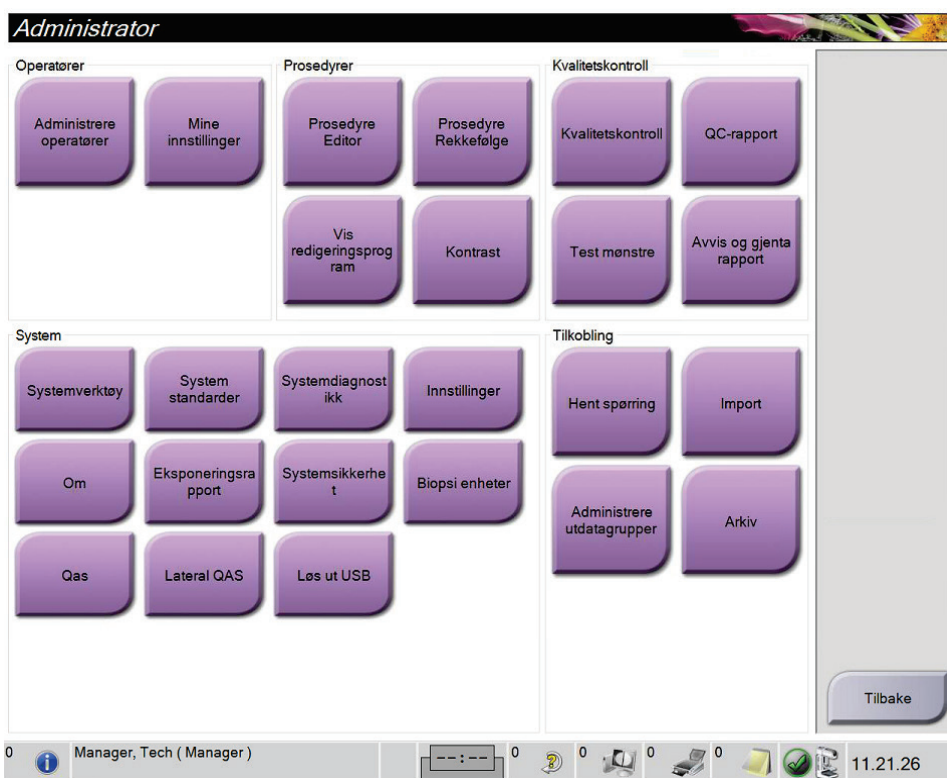 Administrator
Operatører
Administrere
operatører
Mine
innstillinger
Prosedyrer
Prosedyre
Editor
Prosedyre
Rekkefølge
Vis
redigeringsprog
ram
Kontrast
Kvalitetskontroll
Kvalitetskontroll
QC-rapport
Test mønstre
Avvis og gjenta
rapport
System
Systemverktøy
System
standarder
Systemdiagnost
ikk
Innstillinger
Om
Eksponeringsra
pport
Systemsikkerhe
t
Biopsi enheter
Qas
Lateral QAS
Løs ut USB
Tilkobling
Hent spørring
Import
Administrere
utdatagrupper
Arkiv
Tilbake
0
Manager, Tech ( Manager )
--:--
0
0
0
0
11.21.26